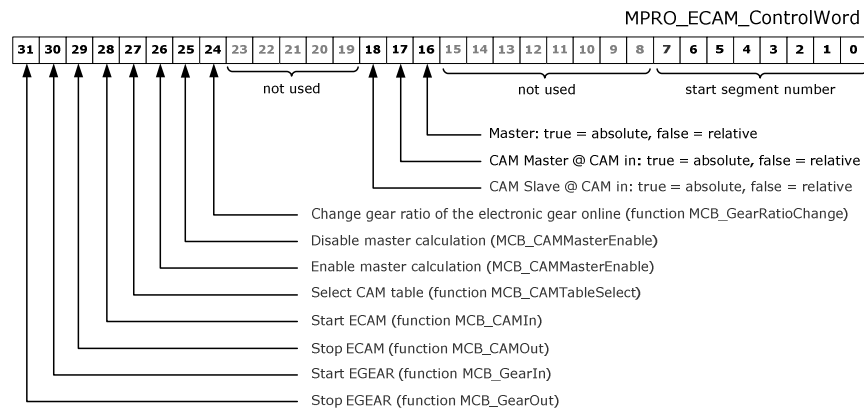 MPRO_ECAM_ControlWord
31 30 29 28 27 26 25 24 23 22 21 20 19 18 17 16 15 14 13 12 11 10 9 8 7 6 5 4 3 2 1 0
not used not used start segment number
Master: true = absolute, false = relative
CAM Master @ CAM in: true = absolute, false = relative
CAM Slave @ CAM in: true = absolute, false = relative
Change gear ratio of the electronic gear online (function MCB_GearRatioChange)
Disable master calculation (MCB_CAMMasterEnable)
Enable master calculation (MCB_CAMMasterEnable)
Select CAM table (function MCB_CAMTableSelect)
Start ECAM (function MCB_CAMIn)
Stop ECAM (function MCB_CAMOut)
Start EGEAR (function MCB_GearIn)
Stop EGEAR (function MCB_GearOut)